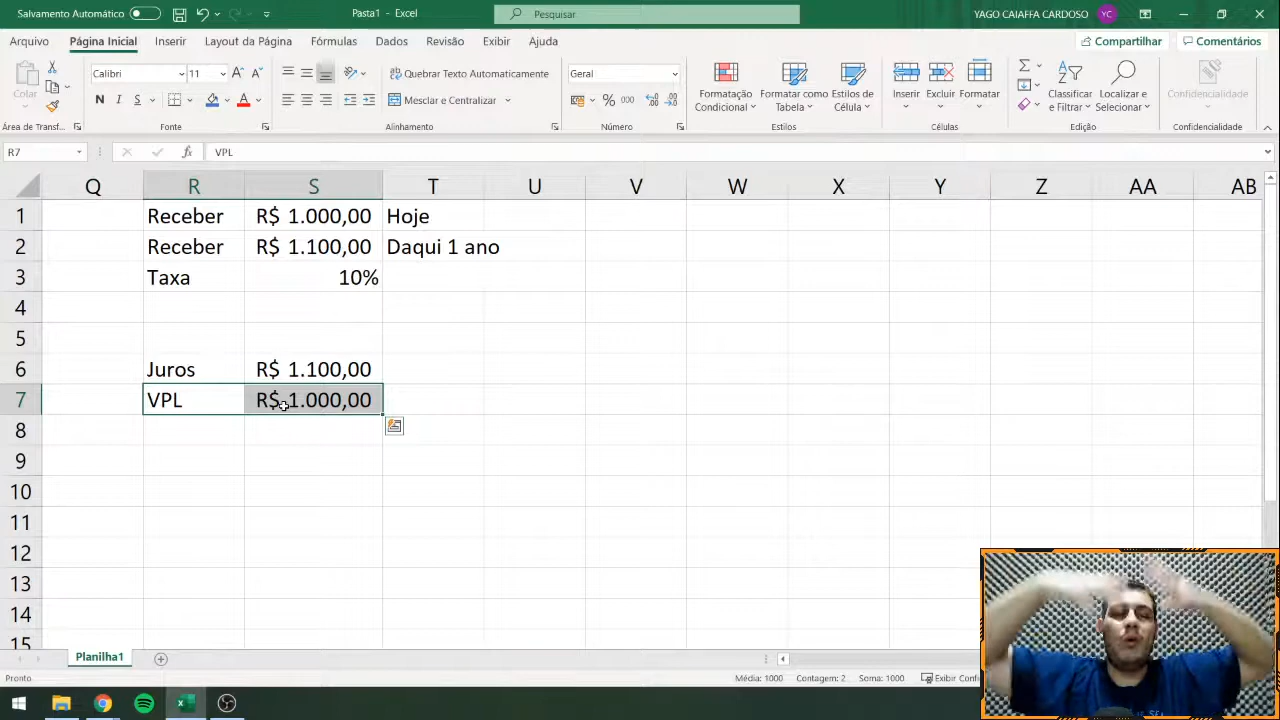 Salvamento Automático
Pasta1 - Excel
Pesquisar
YAGO CAIAFFA CARDOSO
YC
Arquivo
Página Inicial
Inserir
Layout da Página
Fórmulas
Dados
Revisão
Exibir
Ajuda
Compartilhar
Comentários
Colar
Calibri
11
Quebrar Texto Automaticamente
Geral
N I S
Mesclar e Centralizar
% 000
Formatação Condicional
Formatar como Tabela
Estilos de Célula
Inserir
Excluir
Formatar
Classificar e Filtrar
Localizar e Selecionar
Confidencialidade
Área de Transf...
Fonte
Alinhamento
Número
Estilos
Células
Edição
Confidencialidade
R7
fx
VPL
Q R S T U V W X Y Z AA AB
1 Receber R$ 1.000,00 Hoje
2 Receber R$ 1.100,00 Daqui 1 ano
3 Taxa 10%
4
5
6 Juros R$ 1.100,00
7 VPL R$ 1.000,00
8
9
10
11
12
13
14
15
Planilha1
Pronto
Média: 1000
Contagem: 2
Soma: 1000